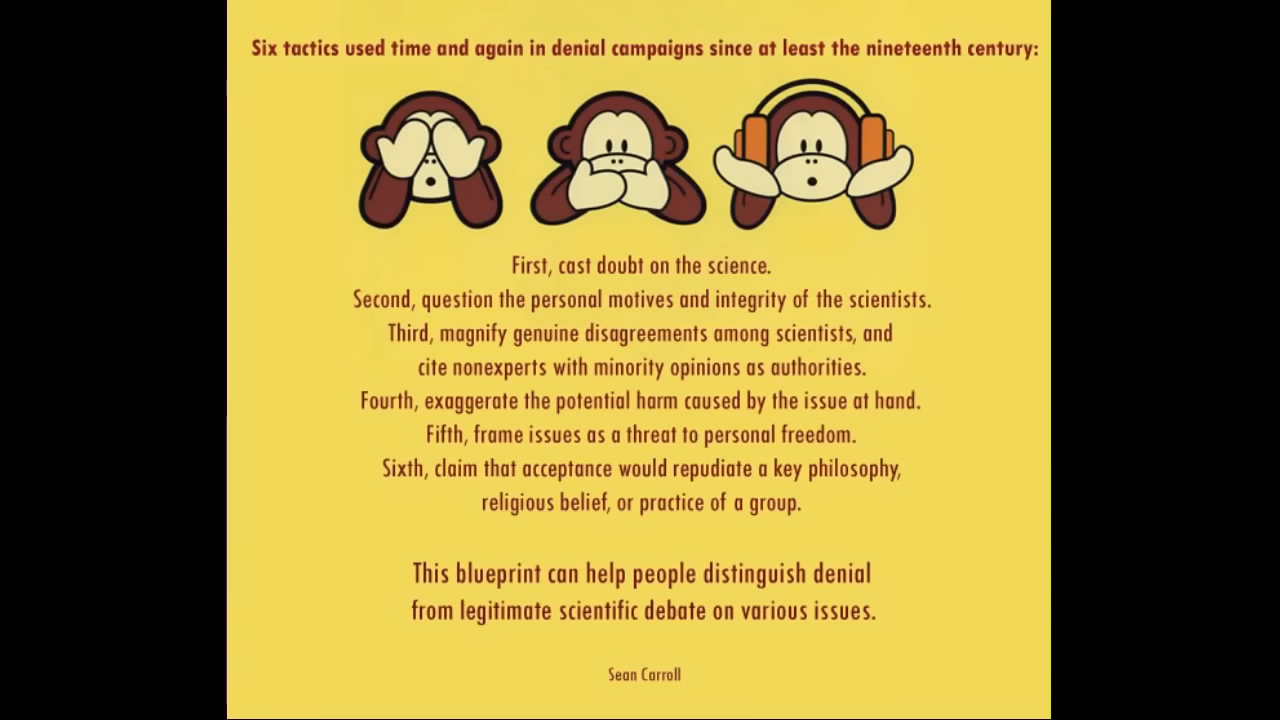 Six tactics used time and again in denial campaigns since at least the nineteenth century:
First, cast doubt on the science.
Second, question the personal motives and integrity of the scientists.
Third, magnify genuine disagreements among scientists, and
cite nonexperts with minority opinions as authorities.
Fourth, exaggerate the potential harm caused by the issue at hand.
Fifth, frame issues as a threat to personal freedom.
Sixth, claim that acceptance would repudiate a key philosophy,
religious belief, or practice of a group.
This blueprint can help people distinguish denial
from legitimate scientific debate on various issues.
Sean Carroll